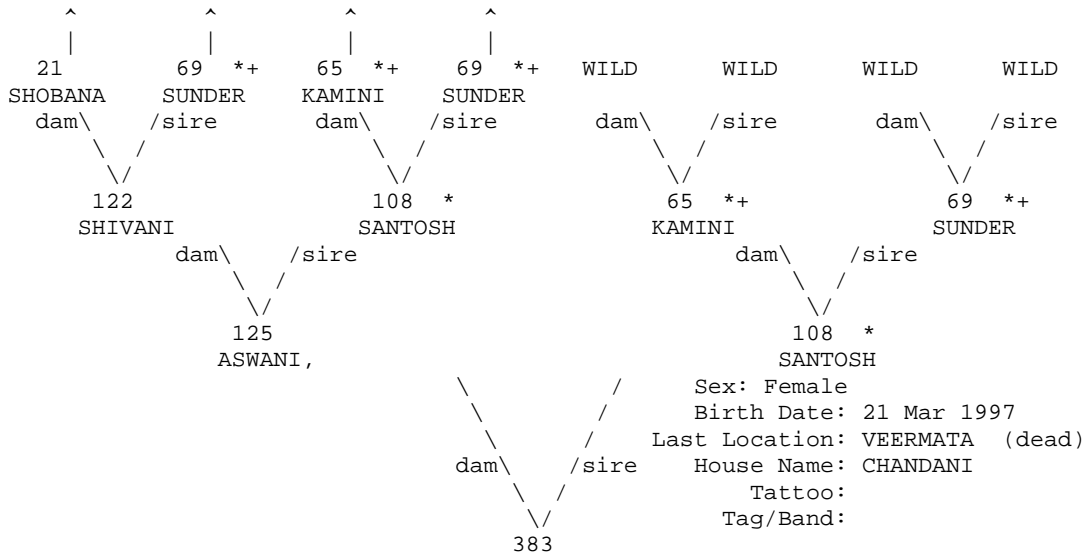 ^ ^ ^ ^
| | | |
21 69 *+ 65 *+ 69 *+ WILD WILD WILD WILD
SHOBANA SUNDER KAMINI SUNDER
dam\ /sire dam\ /sire dam\ /sire dam\ /sire
\ / \ / \ / \ /
\/ \/ \/ \/
122 108 * 65 *+ 69 *+
SHIVANI SANTOSH KAMINI SUNDER
dam\ /sire dam\ /sire
\ / \ /
\/ \/
125 108 *
ASWANI, SANTOSH
\ / Sex: Female
\ / Birth Date: 21 Mar 1997
\ / Last Location: VEERMATA (dead)
dam\ /sire House Name: CHANDANI
\ / Tattoo:
\/ Tag/Band:
383